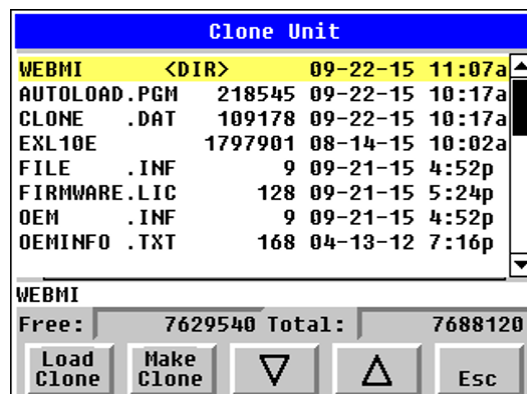 Clone Unit
WEBMI <DIR> 09-22-15 11:07a
AUTOLOAD.PGM 218545 09-22-15 10:17a
CLONE .DAT 109178 09-22-15 10:17a
EXL10E 1797901 08-14-15 10:02a
FILE .INF 9 09-21-15 4:52p
FIRMWARE.LIC 128 09-21-15 5:24p
OEM .INF 9 09-21-15 4:52p
OEMINFO .TXT 168 04-13-12 7:16p
WEBMI
Free: 7629540 Total: 7688120
Load Clone
Make Clone
Esc